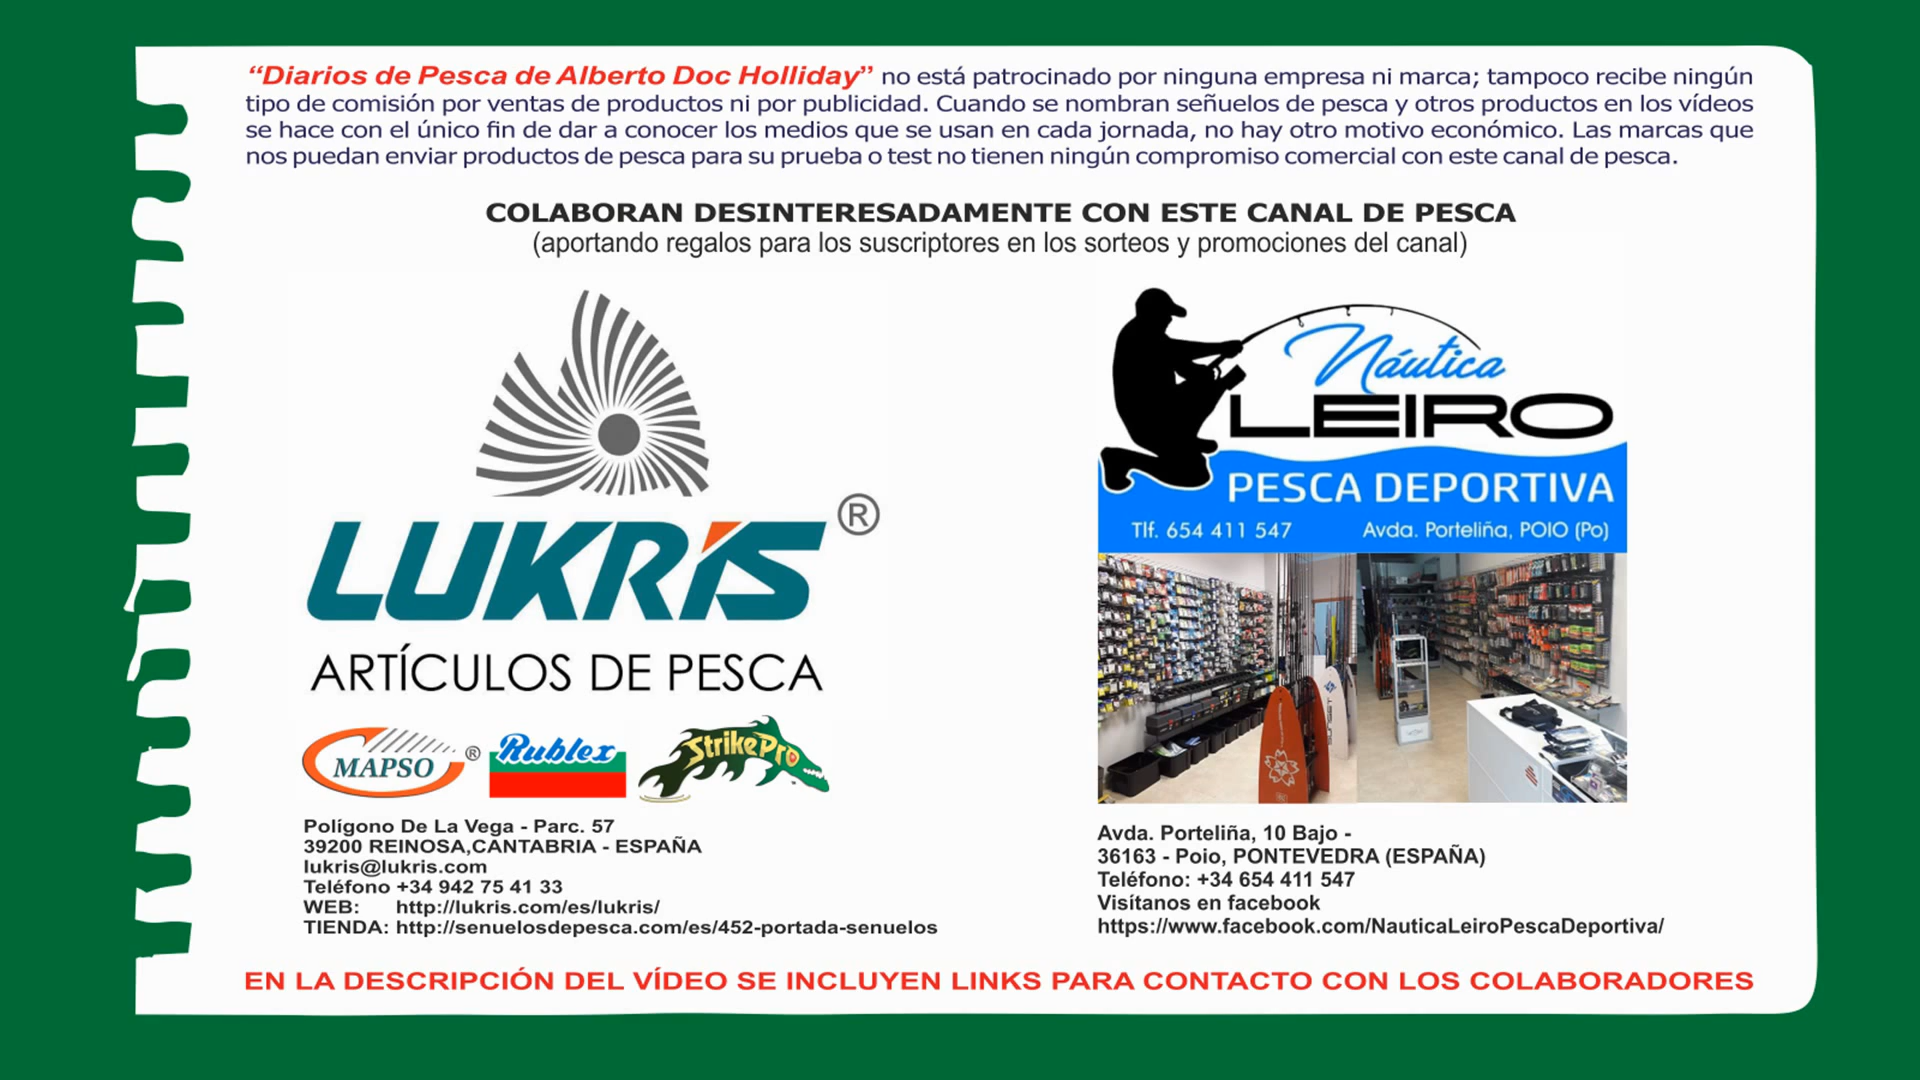 “Diarios de Pesca de Alberto Doc Holliday” no está patrocinado por ninguna empresa ni marca; tampoco recibe ningún
tipo de comisión por ventas de productos ni por publicidad. Cuando se nombran señuelos de pesca y otros productos en los vídeos
se hace con el único fin de dar a conocer los medios que se usan en cada jornada, no hay otro motivo económico. Las marcas que
nos puedan enviar productos de pesca para su prueba o test no tienen ningún compromiso comercial con este canal de pesca.
COLABORAN DESINTERESADAMENTE CON ESTE CANAL DE PESCA
(aportando regalos para los suscriptores en los sorteos y promociones del canal)
LUKRIS ®
ARTÍCULOS DE PESCA
MAPSO ®
Rublex
StrikePro
Polígono De La Vega - Parc. 57
39200 REINOSA,CANTABRIA - ESPAÑA
lukris@lukris.com
Teléfono +34 942 75 41 33
WEB: http://lukris.com/es/lukris/
TIENDA: http://senuelosdepesca.com/es/452-portada-senuelos
Náutica
LEIRO
PESCA DEPORTIVA
Tlf. 654 411 547 Avda. Porteliña, POIO (Po)
Avda. Porteliña, 10 Bajo -
36163 - Poio, PONTEVEDRA (ESPAÑA)
Teléfono: +34 654 411 547
Visítanos en facebook
https://www.facebook.com/NauticaLeiroPescaDeportiva/
EN LA DESCRIPCIÓN DEL VÍDEO SE INCLUYEN LINKS PARA CONTACTO CON LOS COLABORADORES